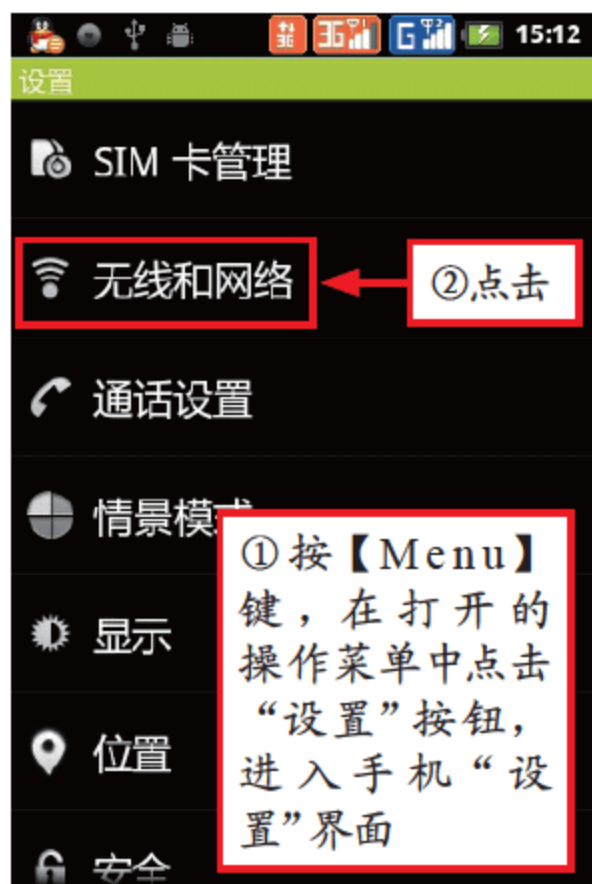 15:12
设置
SIM 卡管理
无线和网络
②点击
通话设置
情景模式
①按【Menu】
键，在打开的
操作菜单中点击
“设置”按钮，
进入手机“设
置”界面
显示
位置
安全